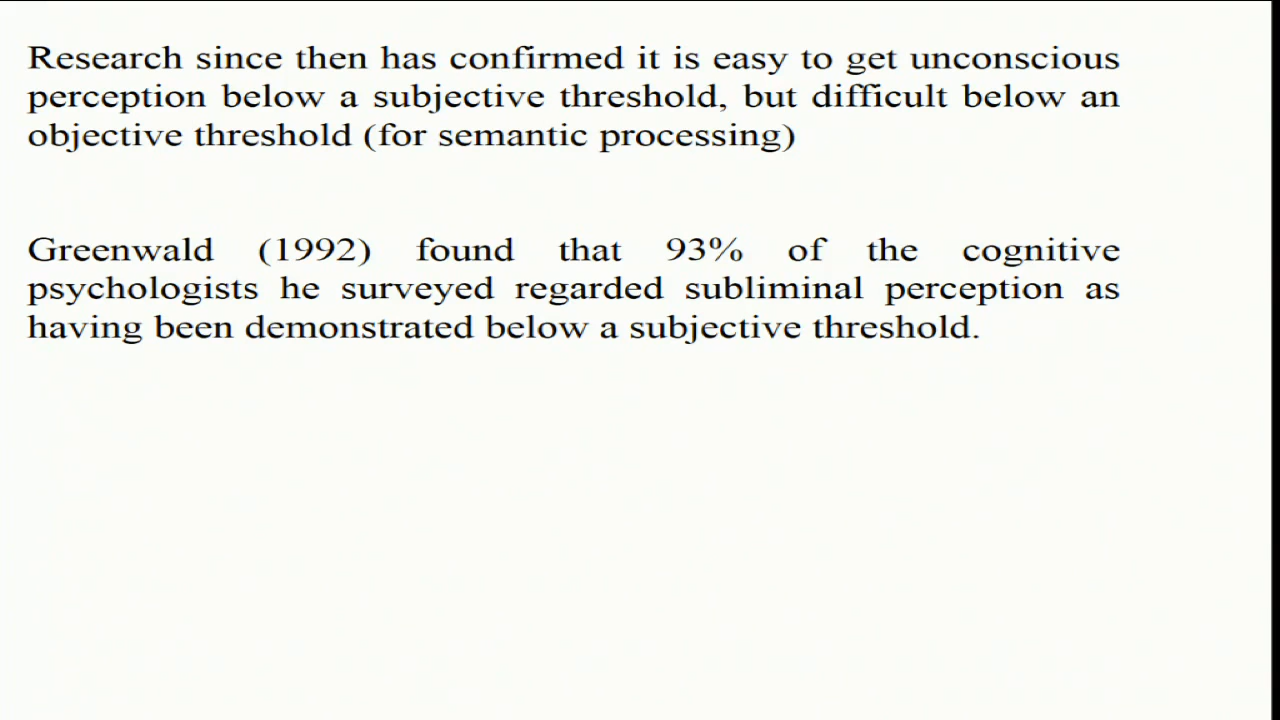 Research since then has confirmed it is easy to get unconscious
perception below a subjective threshold, but difficult below an
objective threshold (for semantic processing)
Greenwald (1992) found that 93% of the cognitive
psychologists he surveyed regarded subliminal perception as
having been demonstrated below a subjective threshold.